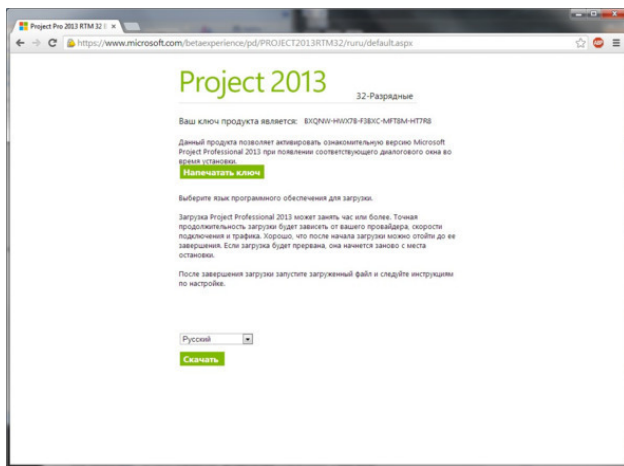 Project Pro 2013 RTM 32 
https://www.microsoft.com/betaexperience/pd/PROJECT2013RTM32/ruru/default.aspx
Project 2013
32-Разрядные
Ваш ключ продукта является: BXQNW-HWX7B-F3BXC-MFT8M-HT7R8
Данный продукта позволяет активировать ознакомительную версию Microsoft
Project Professional 2013 при появлении соответствующего диалогового окна во
время установки.
Напечатать ключ
Выберите язык программного обеспечения для загрузки.
Загрузка Project Professional 2013 может занять час или более. Точная
продолжительность загрузки будет зависеть от вашего провайдера, скорости
подключения и трафика. Хорошо, что после начала загрузки можно отойти до ее
завершения. Если загрузка будет прервана, она начнется заново с места
остановки.
После завершения загрузки запустите загруженный файл и следуйте инструкциям
по настройке.
Русский
Скачать